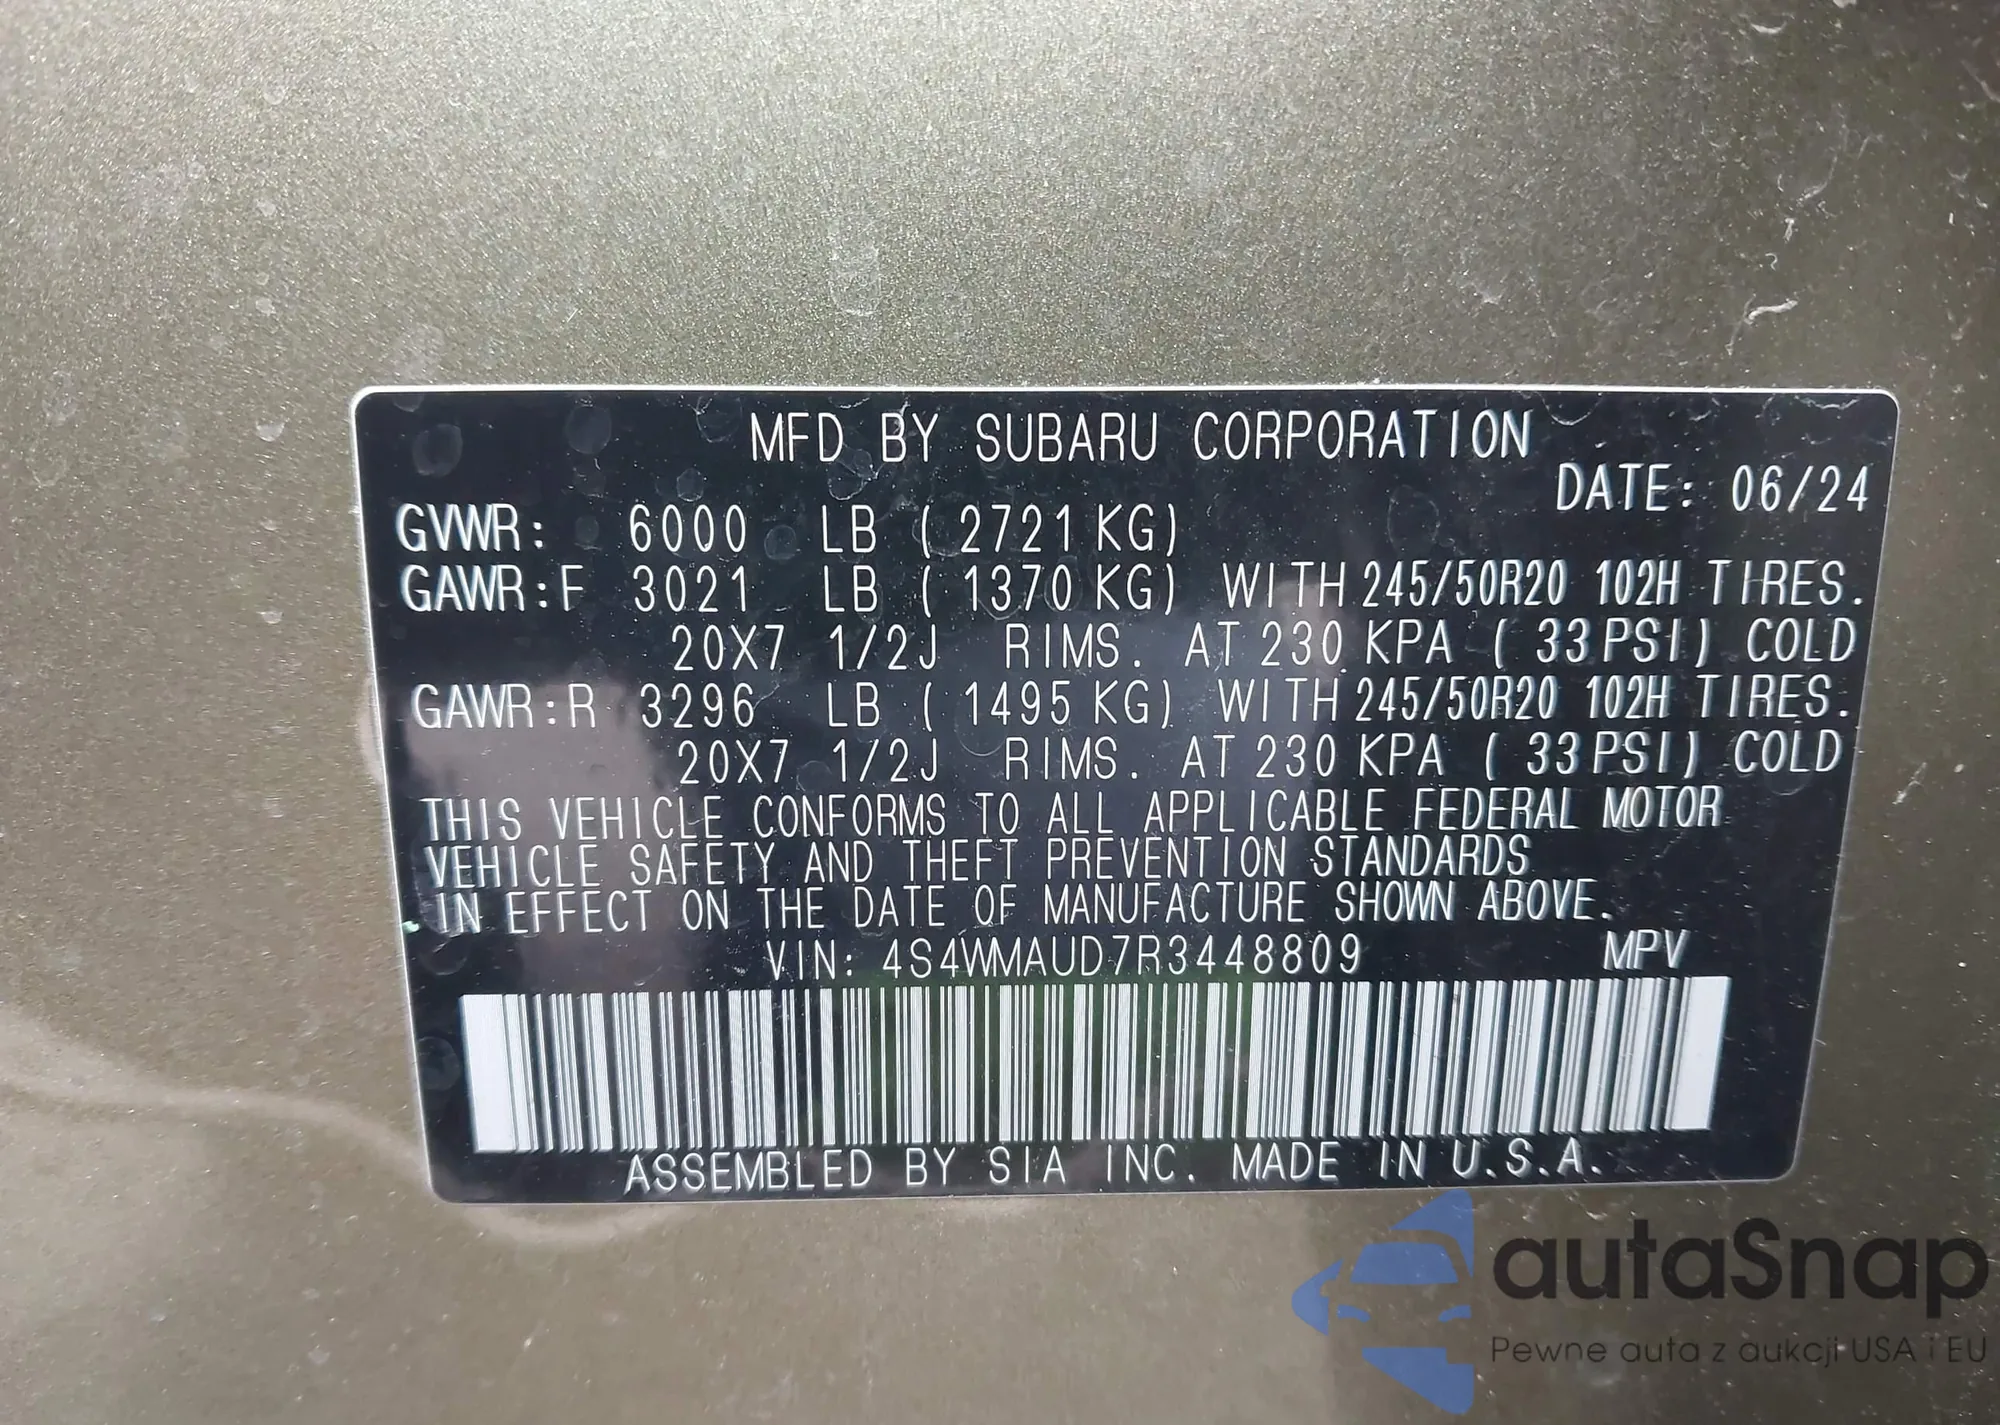 MFD BY SUBARU CORPORATION
DATE: 06/24
GVWR: 6000 LB ( 2721 KG)
GAWR:F 3021 LB ( 1370 KG) WITH 245/50R20 102H TIRES.
20X7 1/2J RIMS. AT 230 KPA ( 33 PSI) COLD
GAWR:R 3296 LB ( 1495 KG) WITH 245/50R20 102H TIRES.
20X7 1/2J RIMS. AT 230 KPA ( 33 PSI) COLD
THIS VEHICLE CONFORMS TO ALL APPLICABLE FEDERAL MOTOR
VEHICLE SAFETY AND THEFT PREVENTION STANDARDS
IN EFFECT ON THE DATE OF MANUFACTURE SHOWN ABOVE.
VIN: 4S4WMAUD7R3448809 MPV
ASSEMBLED BY SIA INC. MADE IN U.S.A.
autaSnap
Pewne auta z aukcji USA i EU